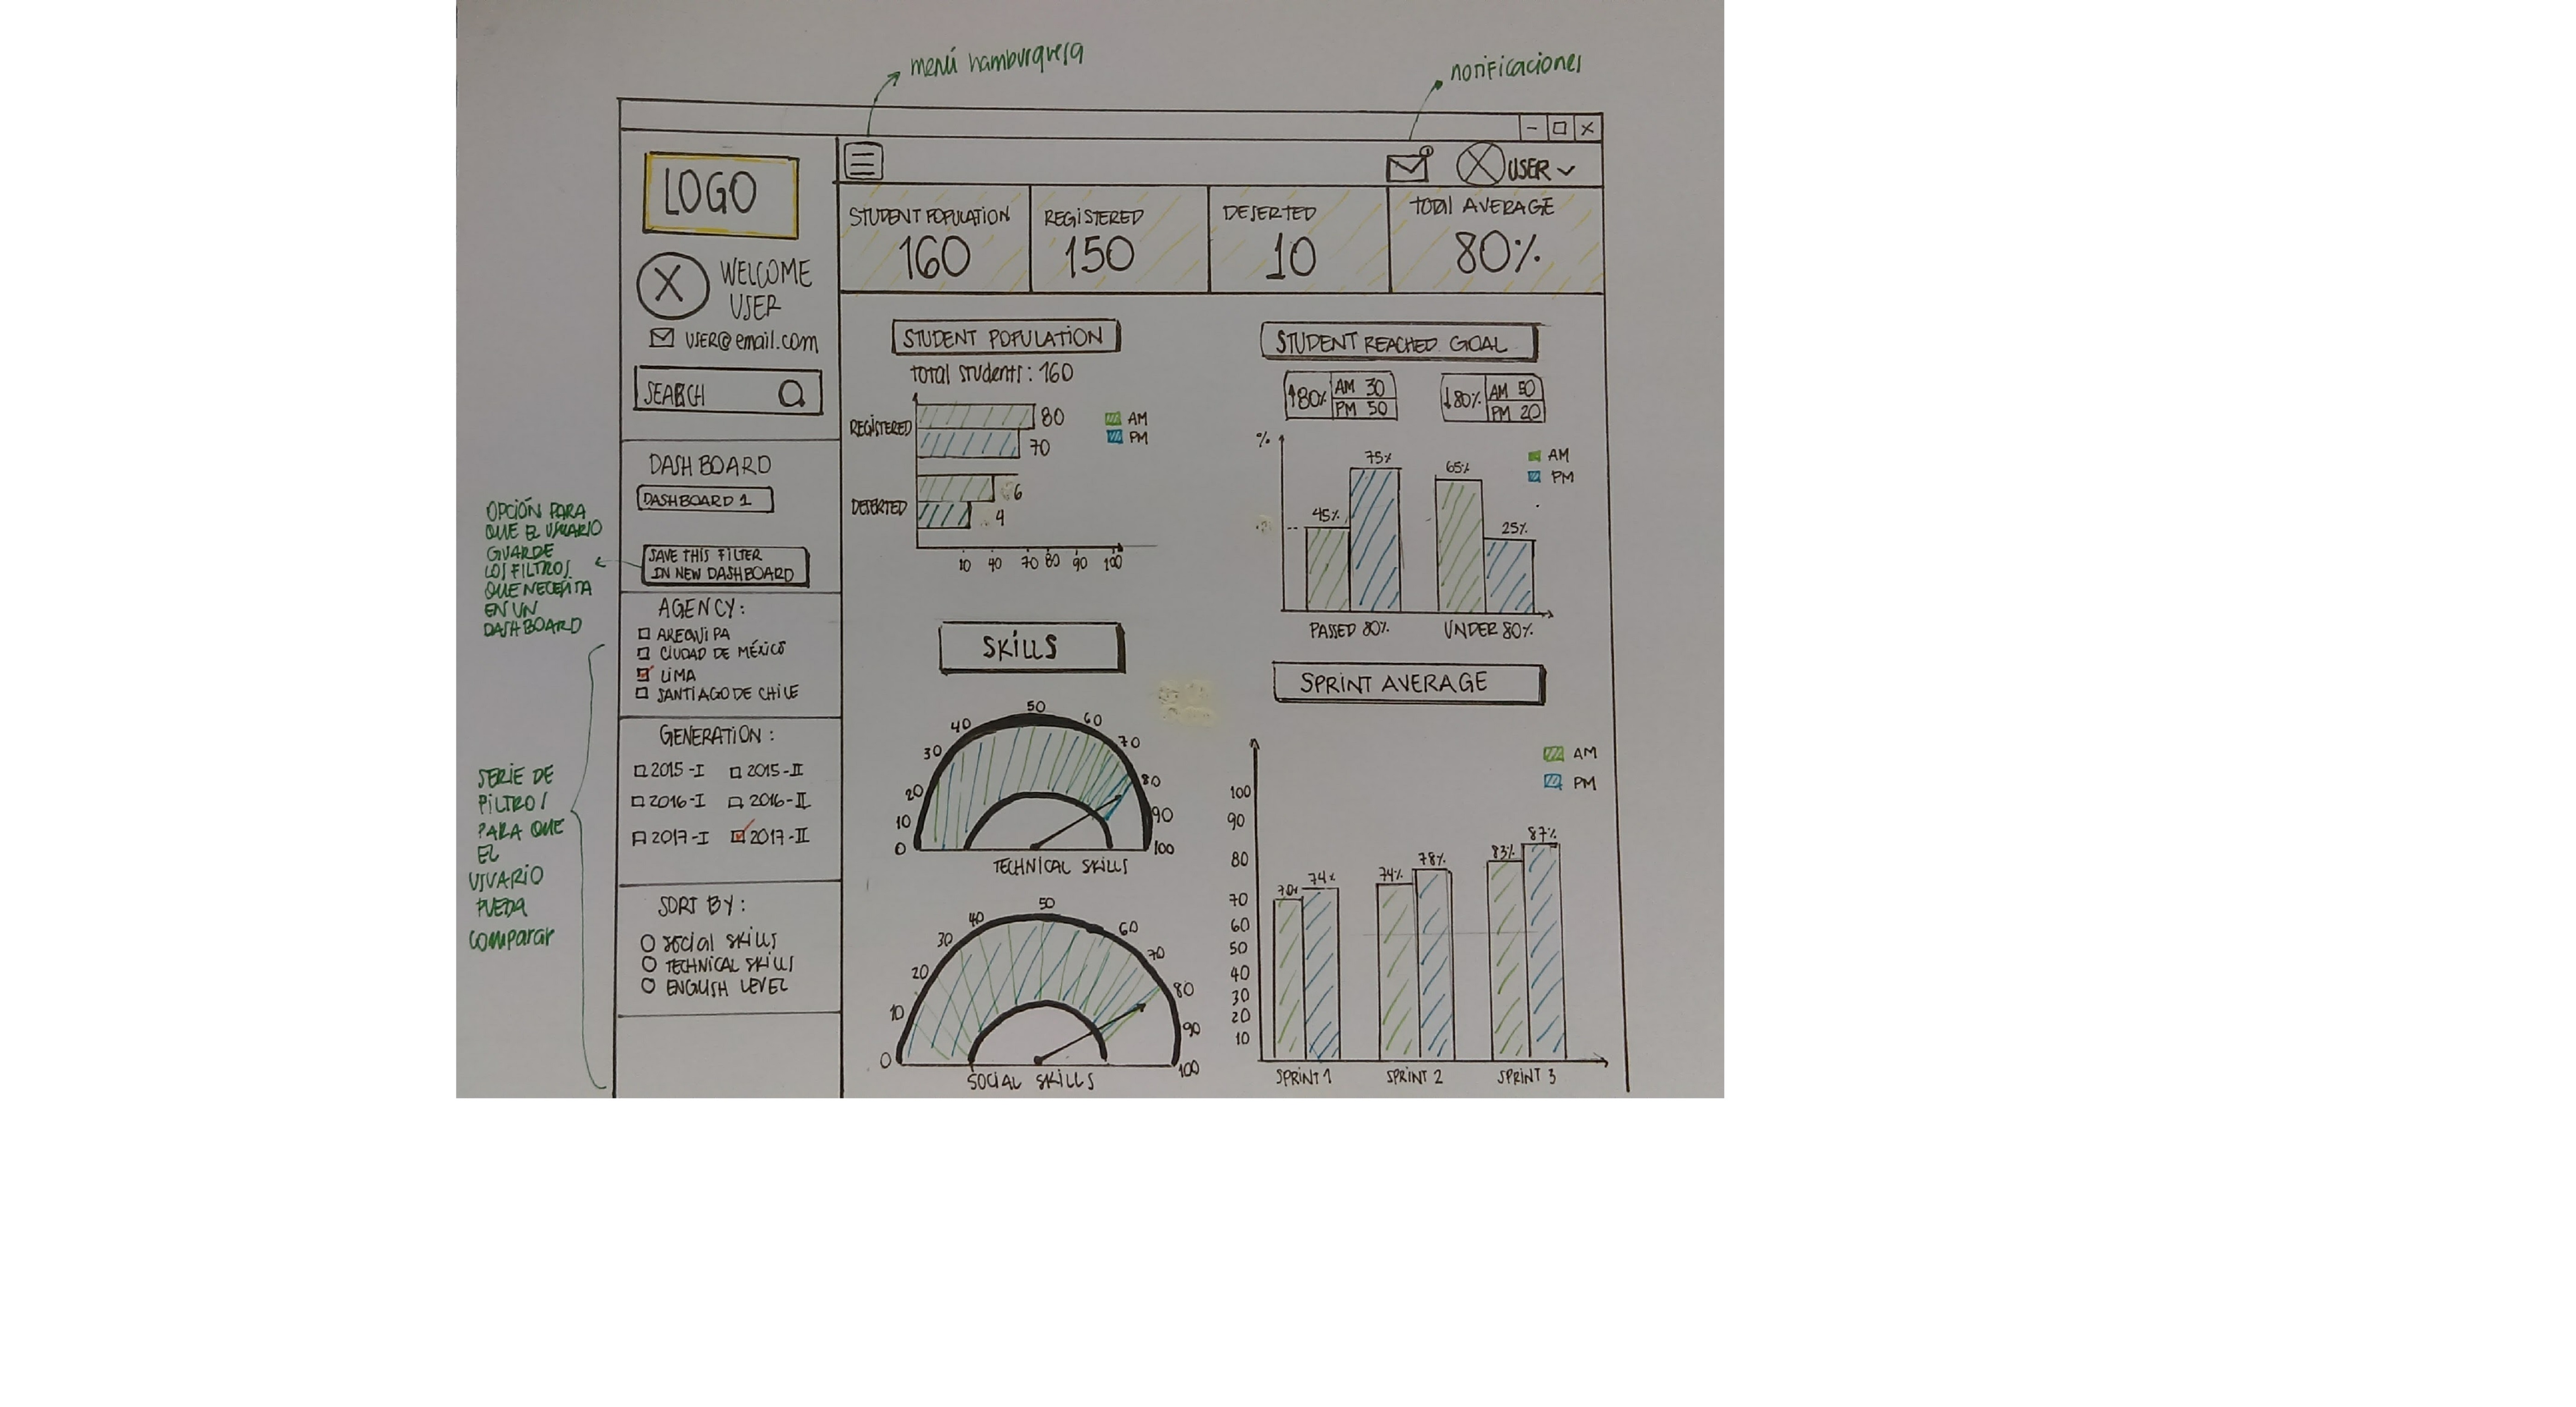 menú hamburguesa
notificaciones
LOGO
WELCOME
USER
USER@email.com
SEARCH
USER
STUDENT POPULATION
160
REGISTERED
150
DESERTED
10
TOTAl AVERAGE
80%
DASHBOARD
DASHBOARD 1
SAVE THIS FILTER
IN NEW DASHBOARD
OPCIÓN PARA
QUE EL USUARIO
GUARDE
LOS FILTROS
QUE NECESITA
EN UN
DASHBOARD
AGENCY:
AREQUIPA
CIUDAD DE MÉXICO
LIMA
SANTIAGO DE CHILE
GENERATION:
2015-I 2015-II
2016-I 2016-II
2017-I 2017-II
SERIE DE
FILTROS
PARA QUE
EL
USUARIO
PUEDA
comparar
SORT BY:
SOCIAL SKILLS
TECHNICAL SKILLS
ENGLISH LEVEL
STUDENT POPULATION
TOTAL STUDENTS: 160
REGISTERED
80
70
AM
PM
DESERTED
6
4
10 40 70 80 90 100
STUDENT REACHED GOAL
↑80% AM 30
PM 50
↓80% AM 50
PM 20
%
45% 75% 65% 25%
AM
PM
PASSED 80% UNDER 80%
SKILLS
0 10 20 30 40 50 60 70 80 90 100
TECHNICAL SKILLS
0 10 20 30 40 50 60 70 80 90 100
SOCIAL SKILLS
SPRINT AVERAGE
AM
PM
100
90
80
70
60
50
40
30
20
10
70% 74% 74% 78% 83% 87%
SPRINT 1 SPRINT 2 SPRINT 3